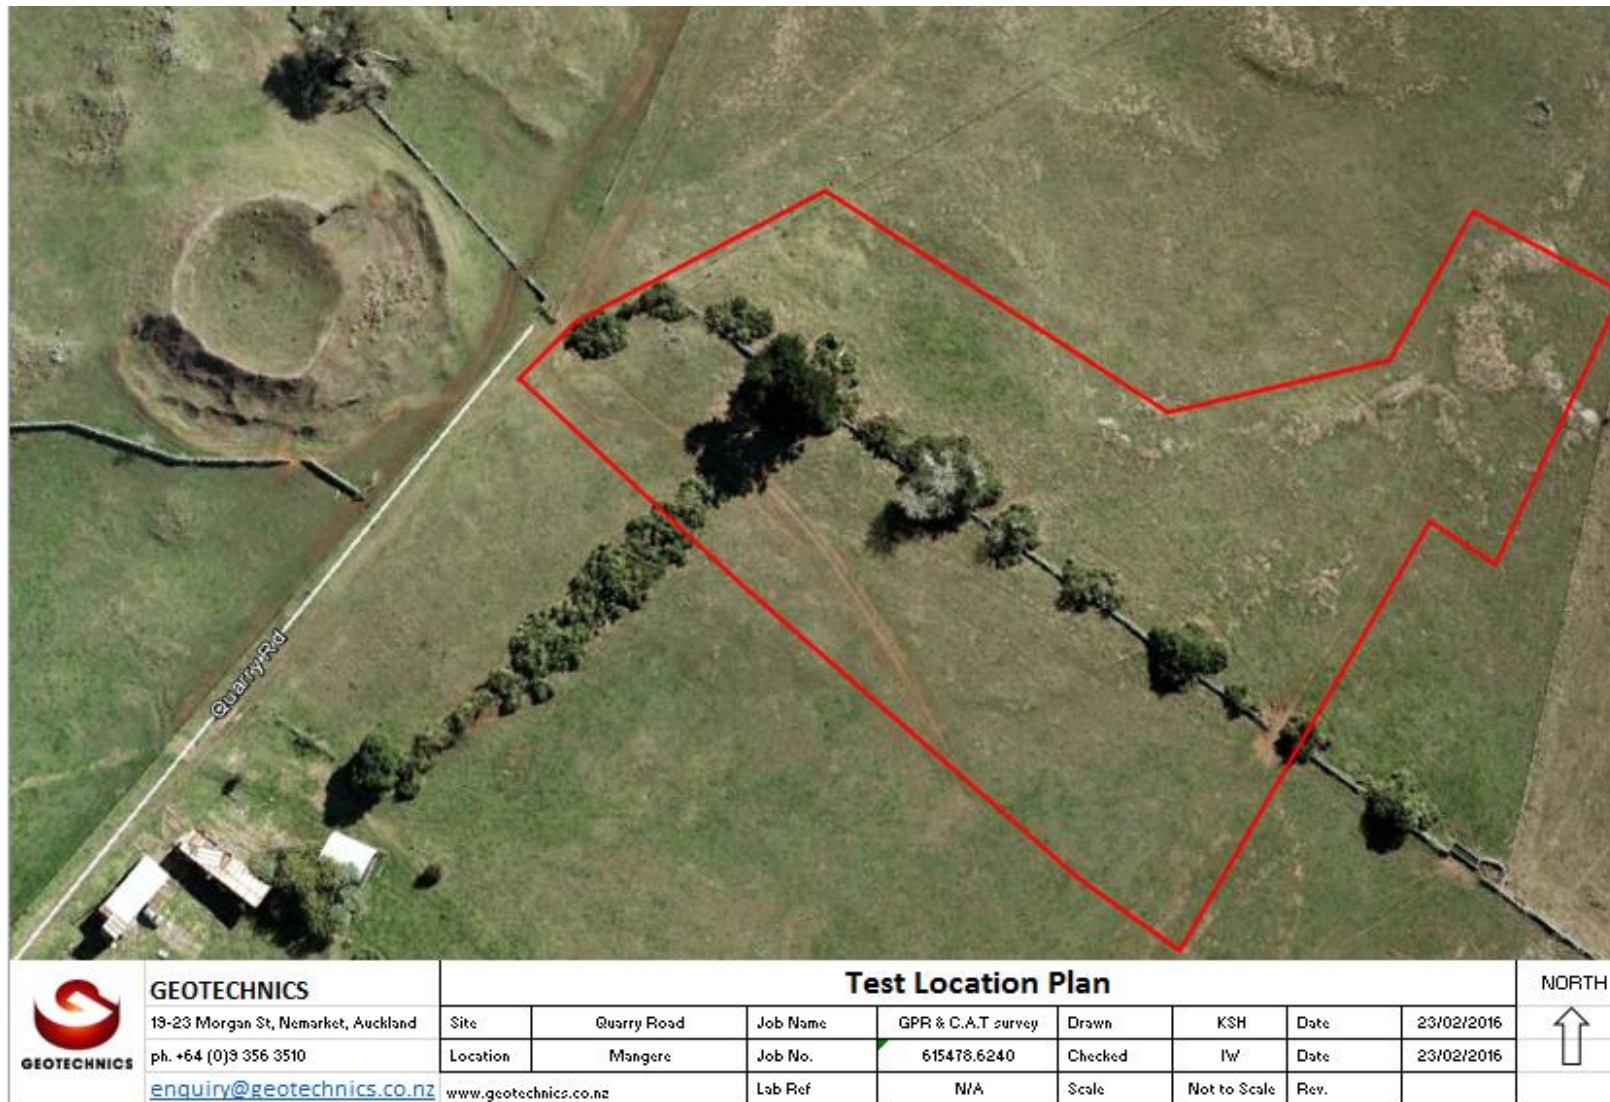 Quarry Rd
GEOTECHNICS
GEOTECHNICS
19-23 Morgan St, Nemarket, Auckland
ph. +64 (0)9 356 3510
enquiry@geotechnics.co.nz
www.geotechnics.co.nz
Test Location Plan
Site Quarry Road Job Name GPR & C.A.T survey Drawn KSH Date 23/02/2016
Location Mangere Job No. 615478.6240 Checked IW Date 23/02/2016
Lab Ref N/A Scale Not to Scale Rev.
NORTH